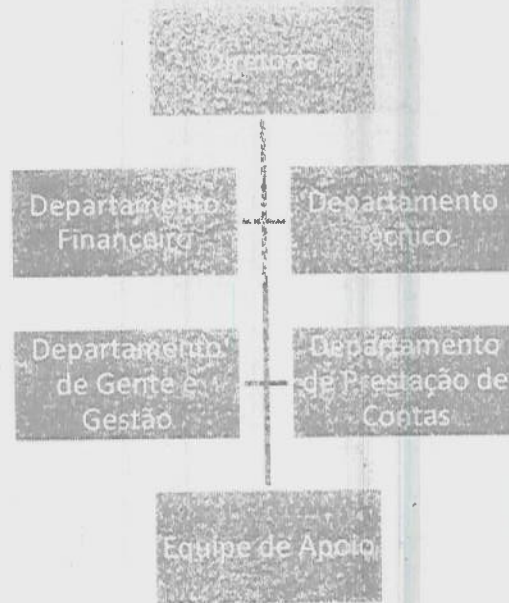 Diretoria
Departamento
Financeiro
Departamento
Técnico
Departamento
de Gente e
Gestão
Departamento
de Prestação de
Contas
Equipe de Apoio